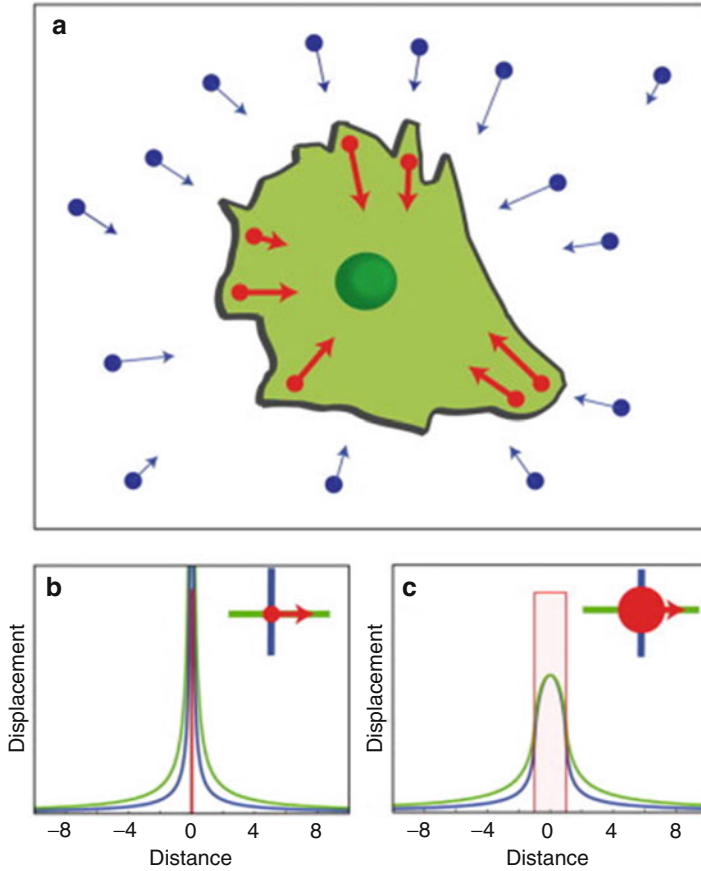 a
b
c
Displacement
−8 −4 0 4 8
Distance
Displacement
−8 −4 0 4 8
Distance